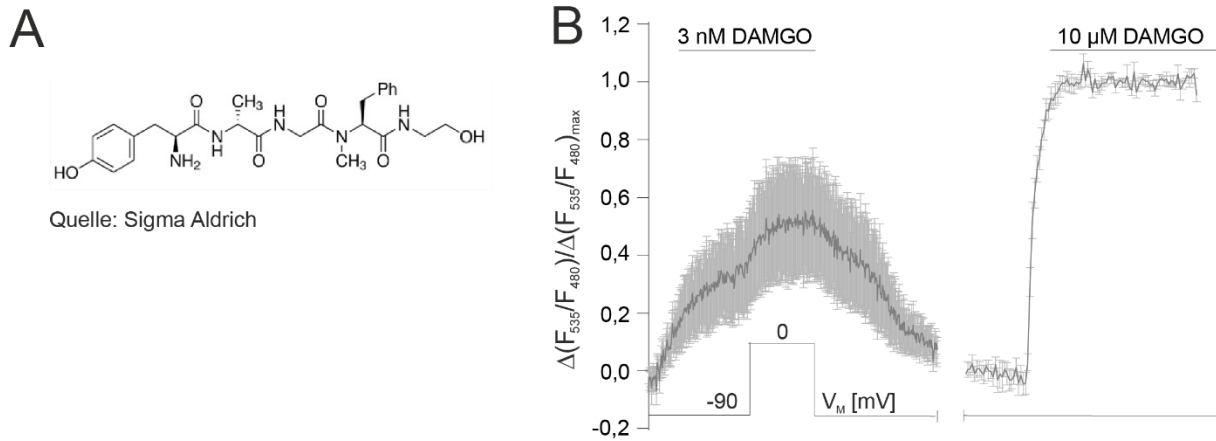 A
O
CH₃
O
Ph
H
N
H
N
N
OH
N
H
O
N
CH₃
O
HO
NH₂
Quelle: Sigma Aldrich
B
Δ(F₅₃₅/F₄₈₀)/Δ(F₅₃₅/F₄₈₀)max
1,2
1,0
0,8
0,6
0,4
0,2
0,0
-0,2
3 nM DAMGO
10 µM DAMGO
0
-90
V_M [mV]